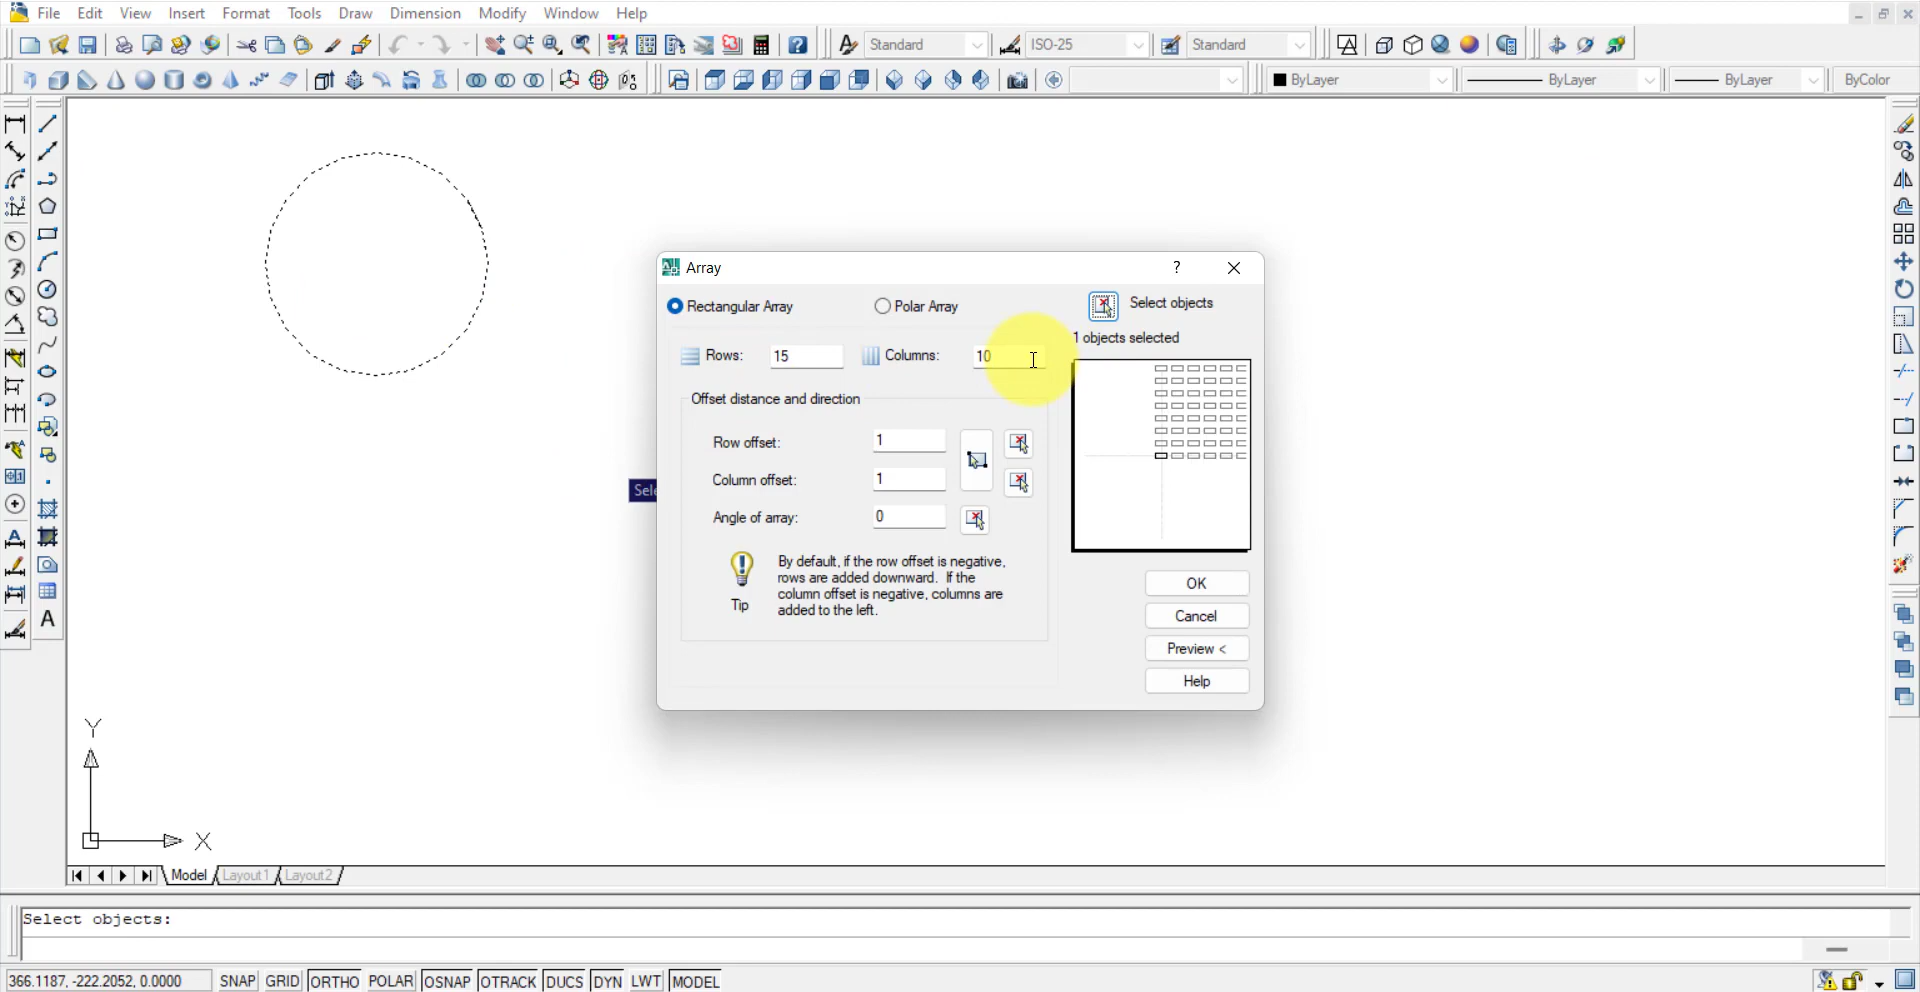 File Edit View Insert Format Tools Draw Dimension Modify Window Help
Standard ISO-25 Standard
ByLayer ByLayer ByLayer ByColor
Array
Rectangular Array Polar Array Select objects
1 objects selected
Rows: 15 Columns: 10
Offset distance and direction
Row offset: 1
Column offset: 1
Angle of array: 0
Sele
By default, if the row offset is negative,
rows are added downward. If the
column offset is negative, columns are
added to the left.
Tip
OK
Cancel
Preview <
Help
Y
X
Model Layout1 Layout2
Select objects:
366.1187, -222.2052, 0.0000 SNAP GRID ORTHO POLAR OSNAP OTRACK DUCS DYN LWT MODEL